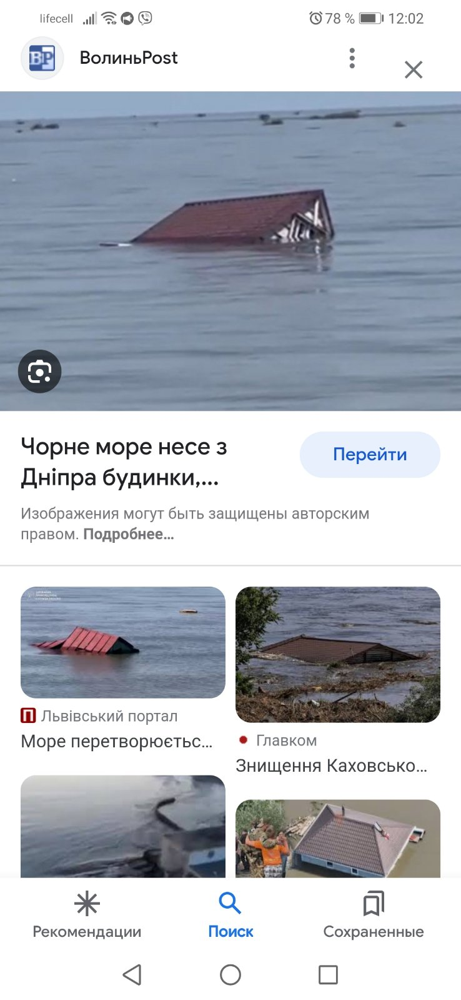 lifecell 78 % 12:02
BP ВолиньPost
Чорне море несе з
Дніпра будинки,...
Перейти
Изображения могут быть защищены авторским
правом. Подробнее...
Львівський портал
Море перетворюєтьс...
Главком
Знищення Каховсько...
Рекомендации
Поиск
Сохраненные